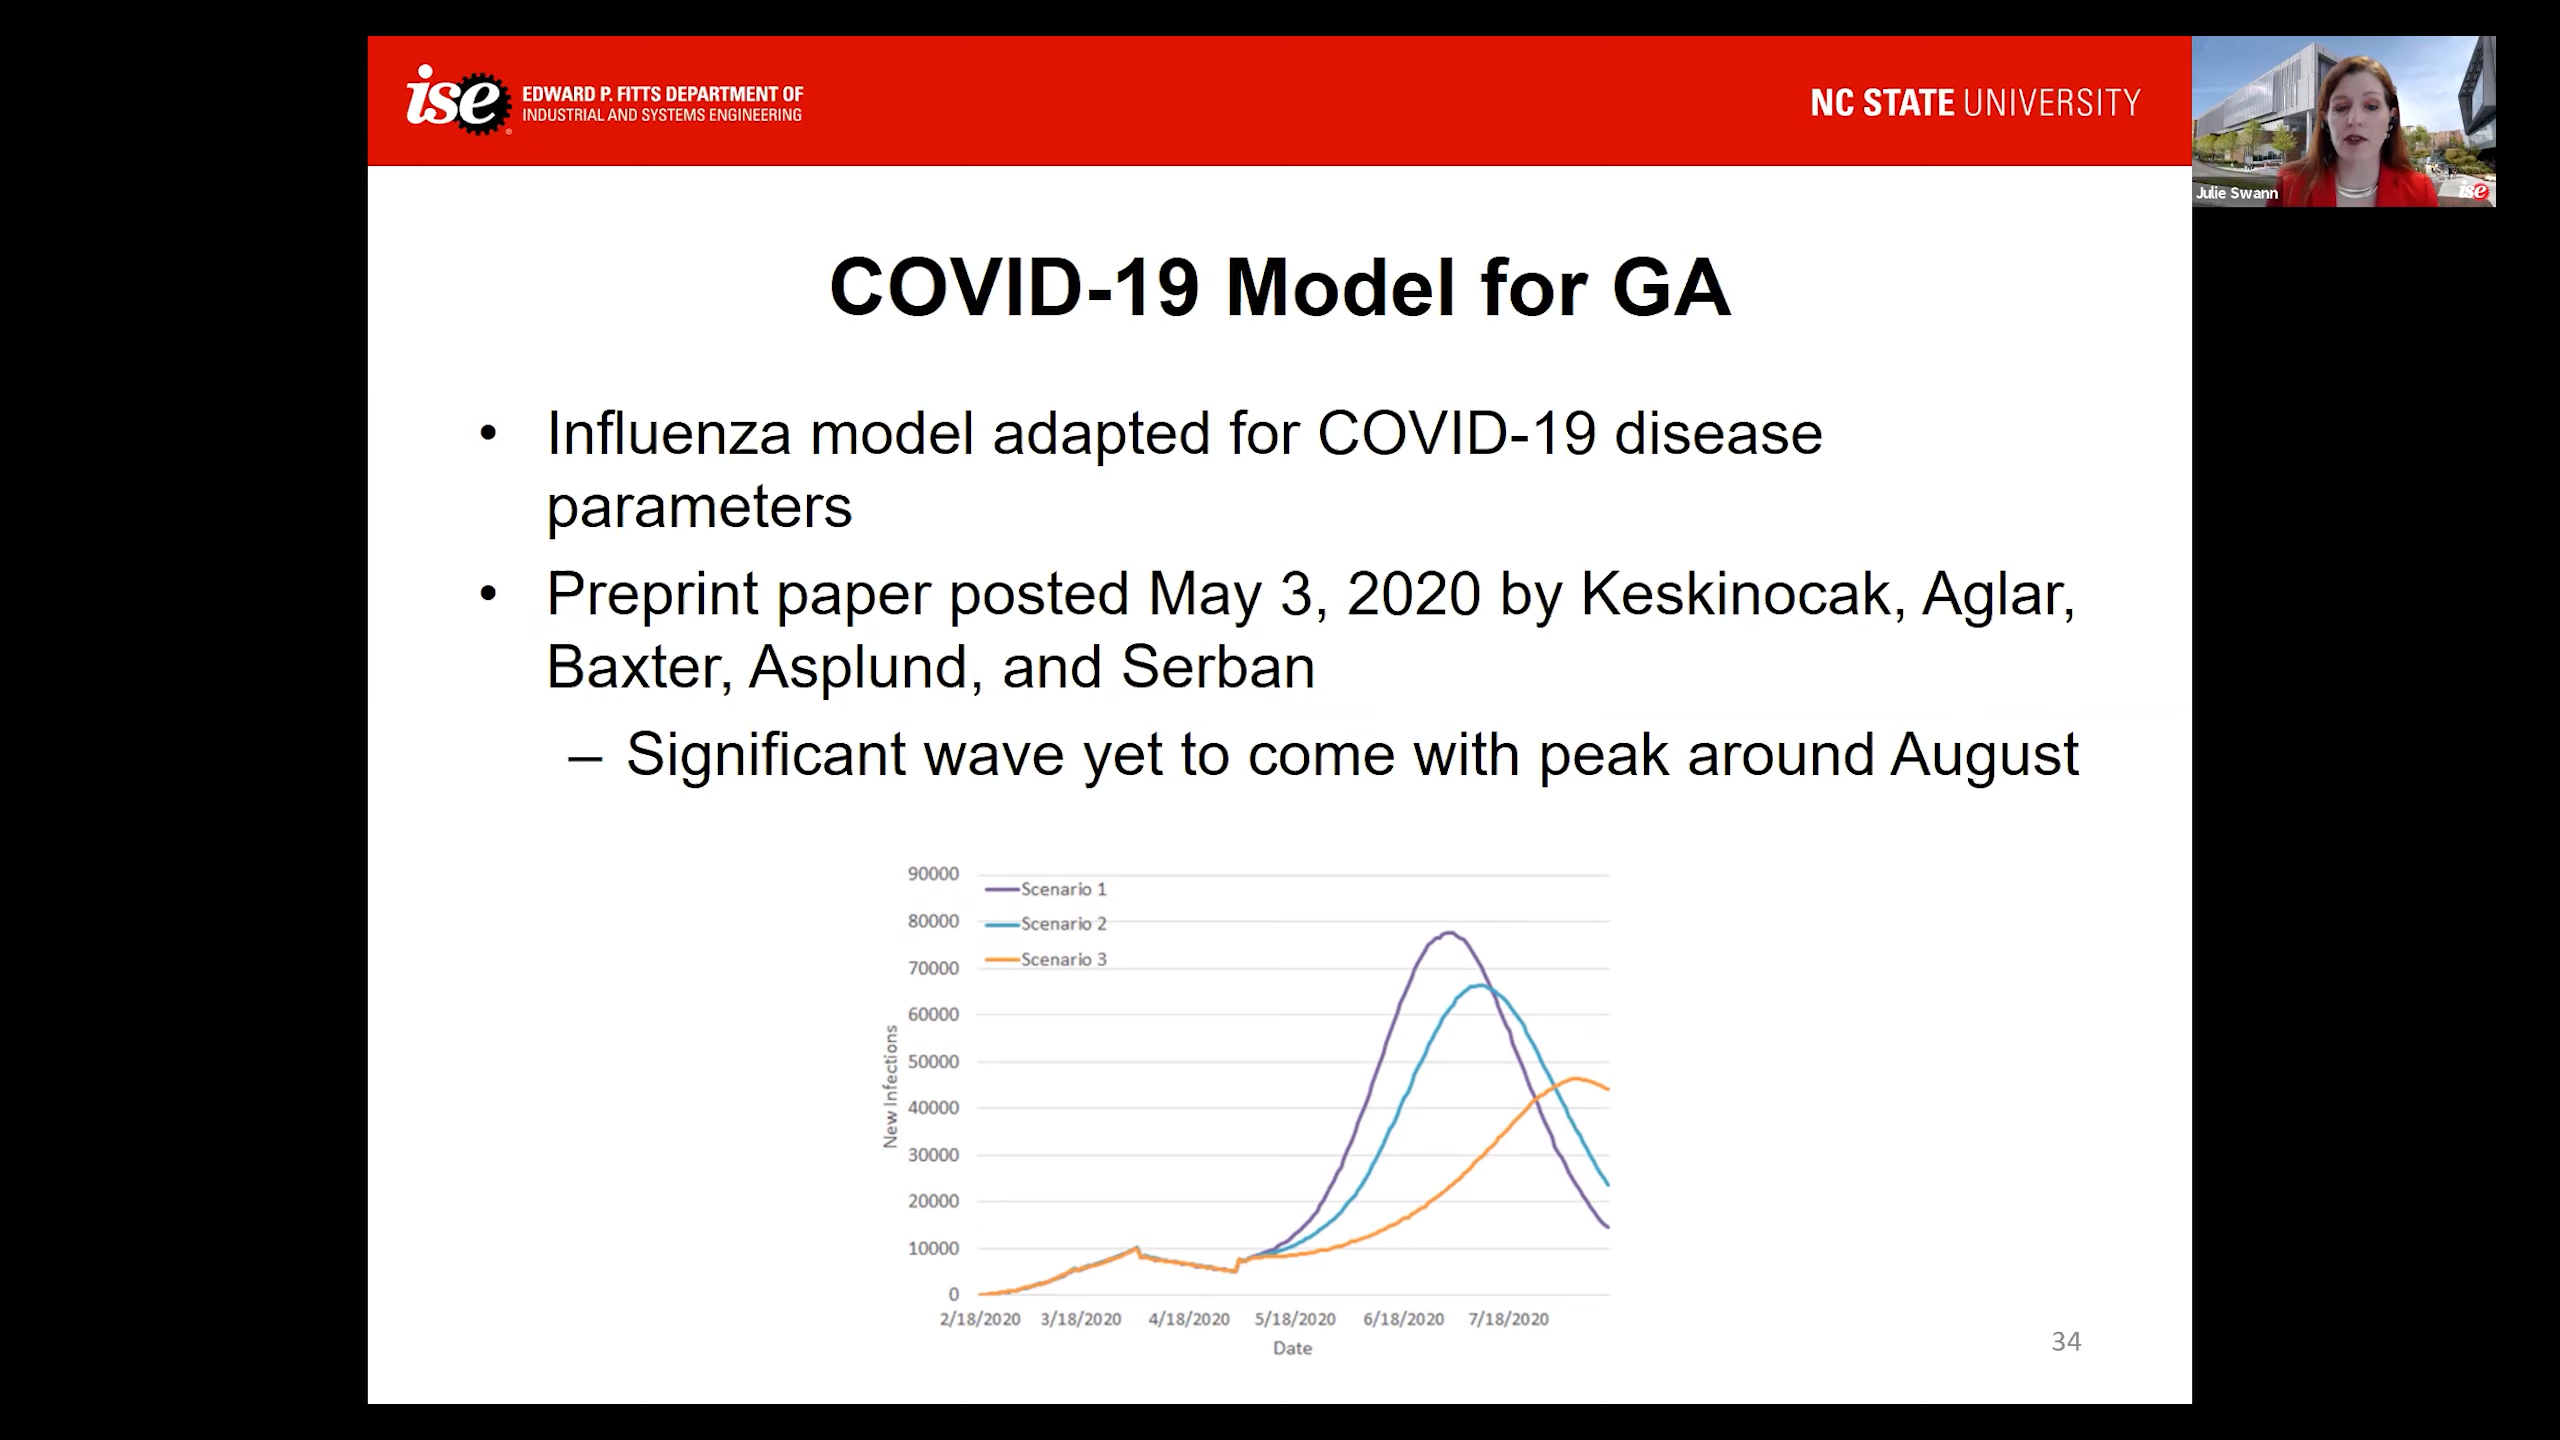 ise EDWARD P. FITTS DEPARTMENT OF
INDUSTRIAL AND SYSTEMS ENGINEERING
NC STATE UNIVERSITY
Julie Swann
ise
COVID-19 Model for GA
• Influenza model adapted for COVID-19 disease
parameters
• Preprint paper posted May 3, 2020 by Keskinocak, Aglar,
Baxter, Asplund, and Serban
– Significant wave yet to come with peak around August
90000
80000
70000
60000
50000
40000
30000
20000
10000
0
New Infections
Scenario 1
Scenario 2
Scenario 3
2/18/2020 3/18/2020 4/18/2020 5/18/2020 6/18/2020 7/18/2020
Date
34